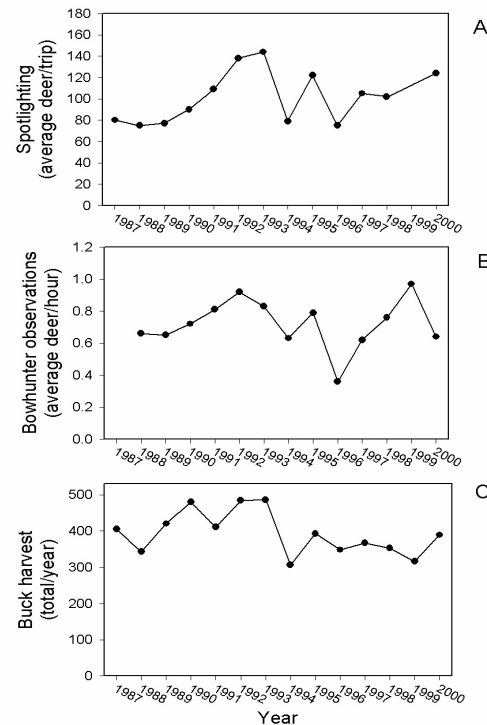 A
180
160
140
120
100
80
60
40
20
0
Spotlighting
(average deer/trip)
1987 1988 1989 1990 1991 1992 1993 1994 1995 1996 1997 1998 1999 2000
B
1.2
1.0
0.8
0.6
0.4
0.2
0.0
Bowhunter observations
(average deer/hour)
1987 1988 1989 1990 1991 1992 1993 1994 1995 1996 1997 1998 1999 2000
C
500
400
300
200
100
0
Buck harvest
(total/year)
1987 1988 1989 1990 1991 1992 1993 1994 1995 1996 1997 1998 1999 2000
Year